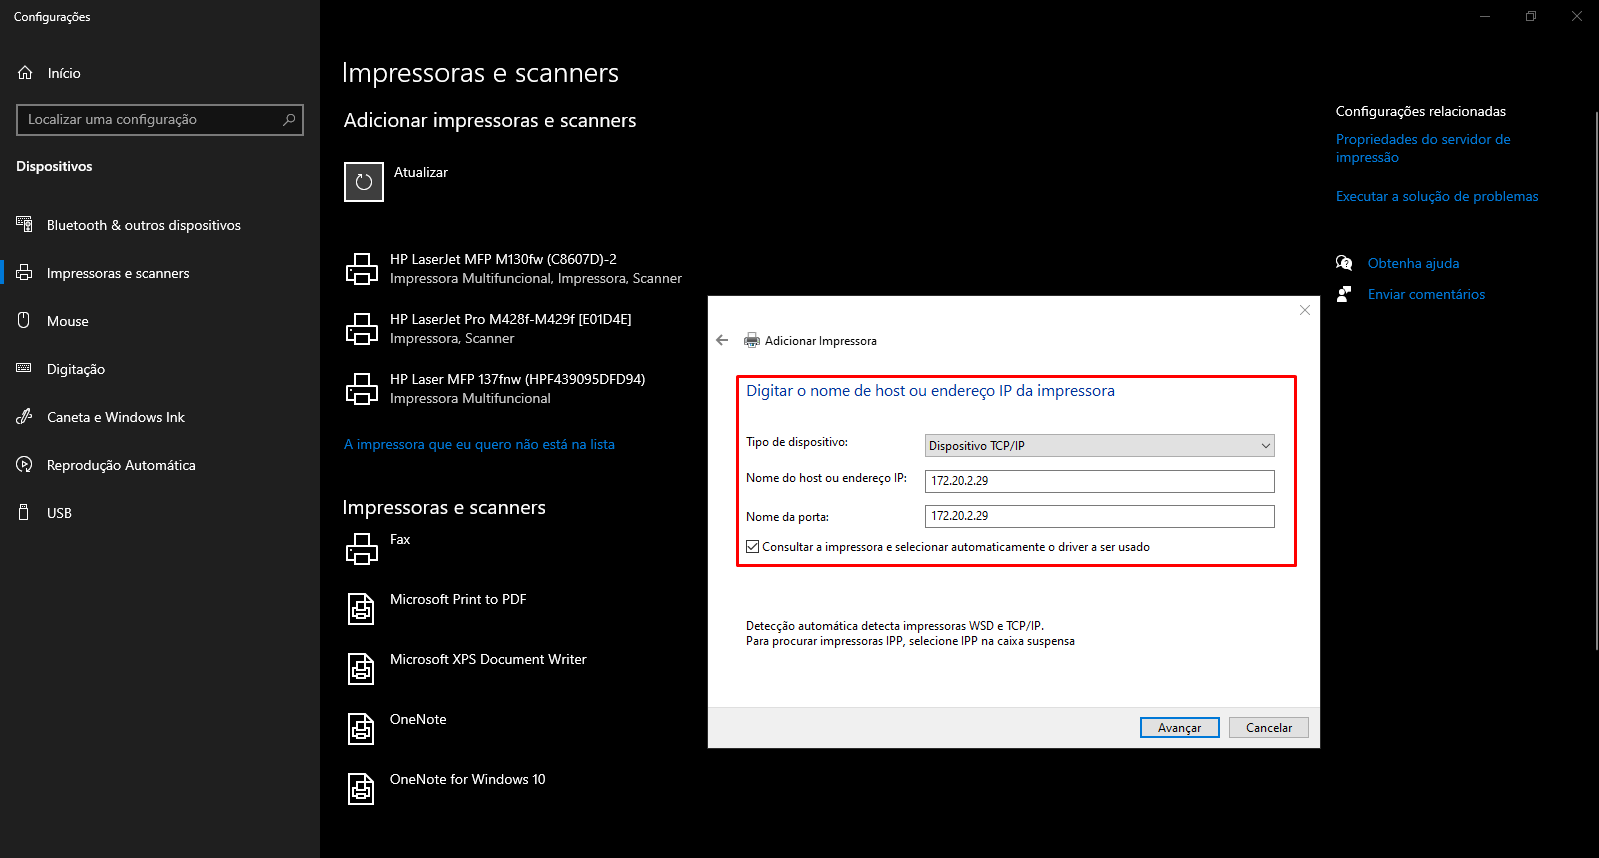 Configurações
Início
Localizar uma configuração
Dispositivos
Bluetooth & outros dispositivos
Impressoras e scanners
Mouse
Digitação
Caneta e Windows Ink
Reprodução Automática
USB
Impressoras e scanners
Adicionar impressoras e scanners
Atualizar
HP LaserJet MFP M130fw (C8607D)-2
Impressora Multifuncional, Impressora, Scanner
HP LaserJet Pro M428f-M429f [E01D4E]
Impressora, Scanner
HP Laser MFP 137fnw (HPF439095DFD94)
Impressora Multifuncional
A impressora que eu quero não está na lista
Impressoras e scanners
Fax
Microsoft Print to PDF
Microsoft XPS Document Writer
OneNote
OneNote for Windows 10
Adicionar Impressora
Digitar o nome de host ou endereço IP da impressora
Tipo de dispositivo:
Dispositivo TCP/IP
Nome do host ou endereço IP:
172.20.2.29
Nome da porta:
172.20.2.29
Consultar a impressora e selecionar automaticamente o driver a ser usado
Detecção automática detecta impressoras WSD e TCP/IP.
Para procurar impressoras IPP, selecione IPP na caixa suspensa
Avançar
Cancelar
Configurações relacionadas
Propriedades do servidor de
impressão
Executar a solução de problemas
Obtenha ajuda
Enviar comentários